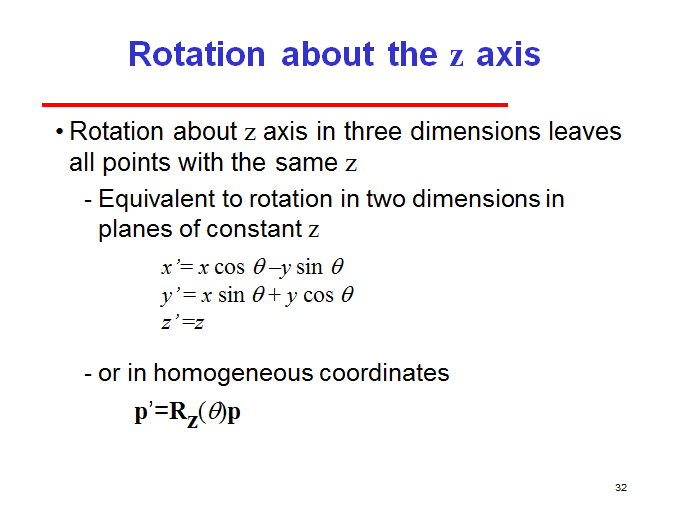 Rotation about the z axis
• Rotation about z axis in three dimensions leaves
all points with the same z
- Equivalent to rotation in two dimensions in
planes of constant z
x’= x cos θ –y sin θ
y’= x sin θ + y cos θ
z’=z
- or in homogeneous coordinates
p’=RZ(θ)p
32